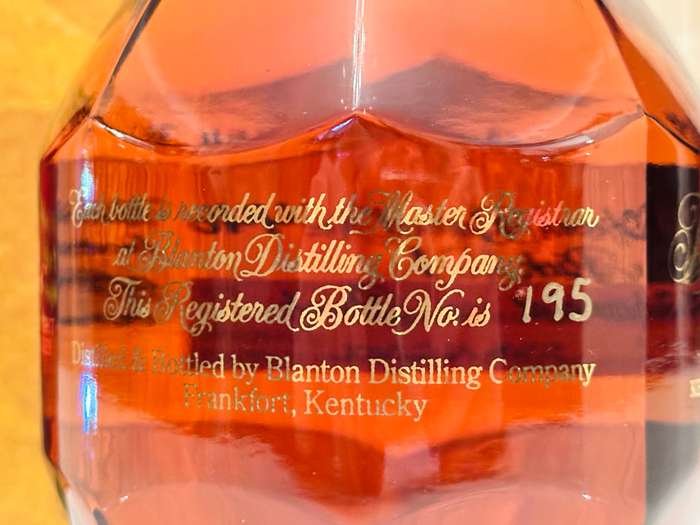 Each bottle is recorded with the Master Registrar
at Blanton Distilling Company.
This Registered Bottle No. is 195
Distilled & Bottled by Blanton Distilling Company
Frankfort, Kentucky